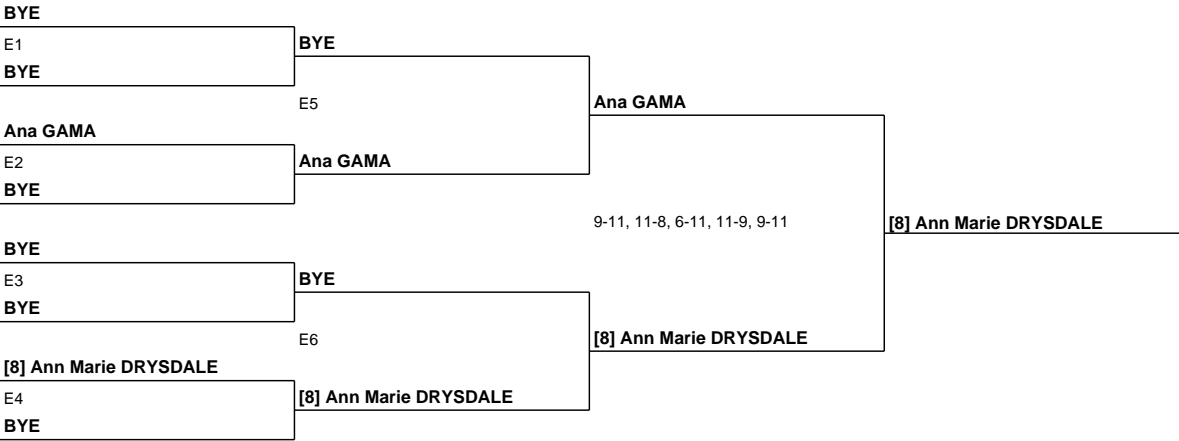 BYE
E1
BYE
BYE
E5
Ana GAMA
Ana GAMA
E2
Ana GAMA
BYE
9-11, 11-8, 6-11, 11-9, 9-11
[8] Ann Marie DRYSDALE
BYE
E3
BYE
BYE
E6
[8] Ann Marie DRYSDALE
[8] Ann Marie DRYSDALE
E4
[8] Ann Marie DRYSDALE
BYE